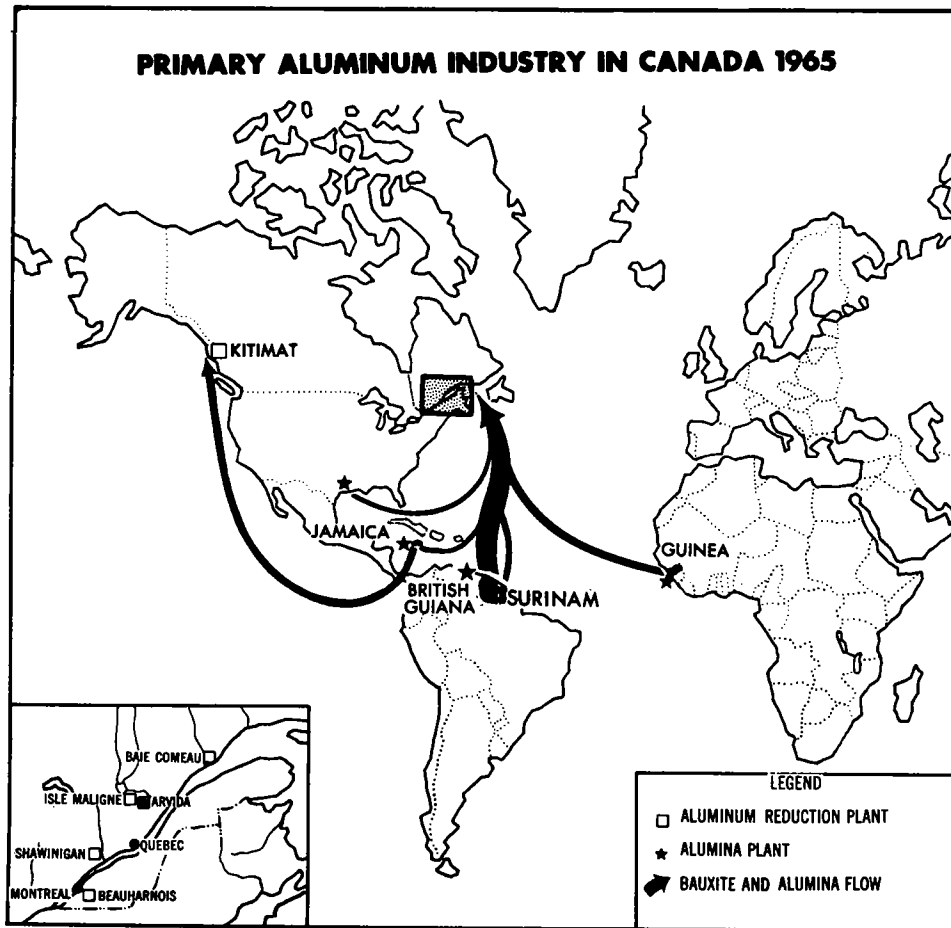 PRIMARY ALUMINUM INDUSTRY IN CANADA 1965
KITIMAT
JAMAICA
GUINEA
BRITISH
GUIANA
SURINAM
BAIE COMEAU
ISLE MALIGNE
ARVIDA
QUEBEC
SHAWINIGAN
MONTREAL
BEAUHARNOIS
LEGEND
ALUMINUM REDUCTION PLANT
ALUMINA PLANT
BAUXITE AND ALUMINA FLOW